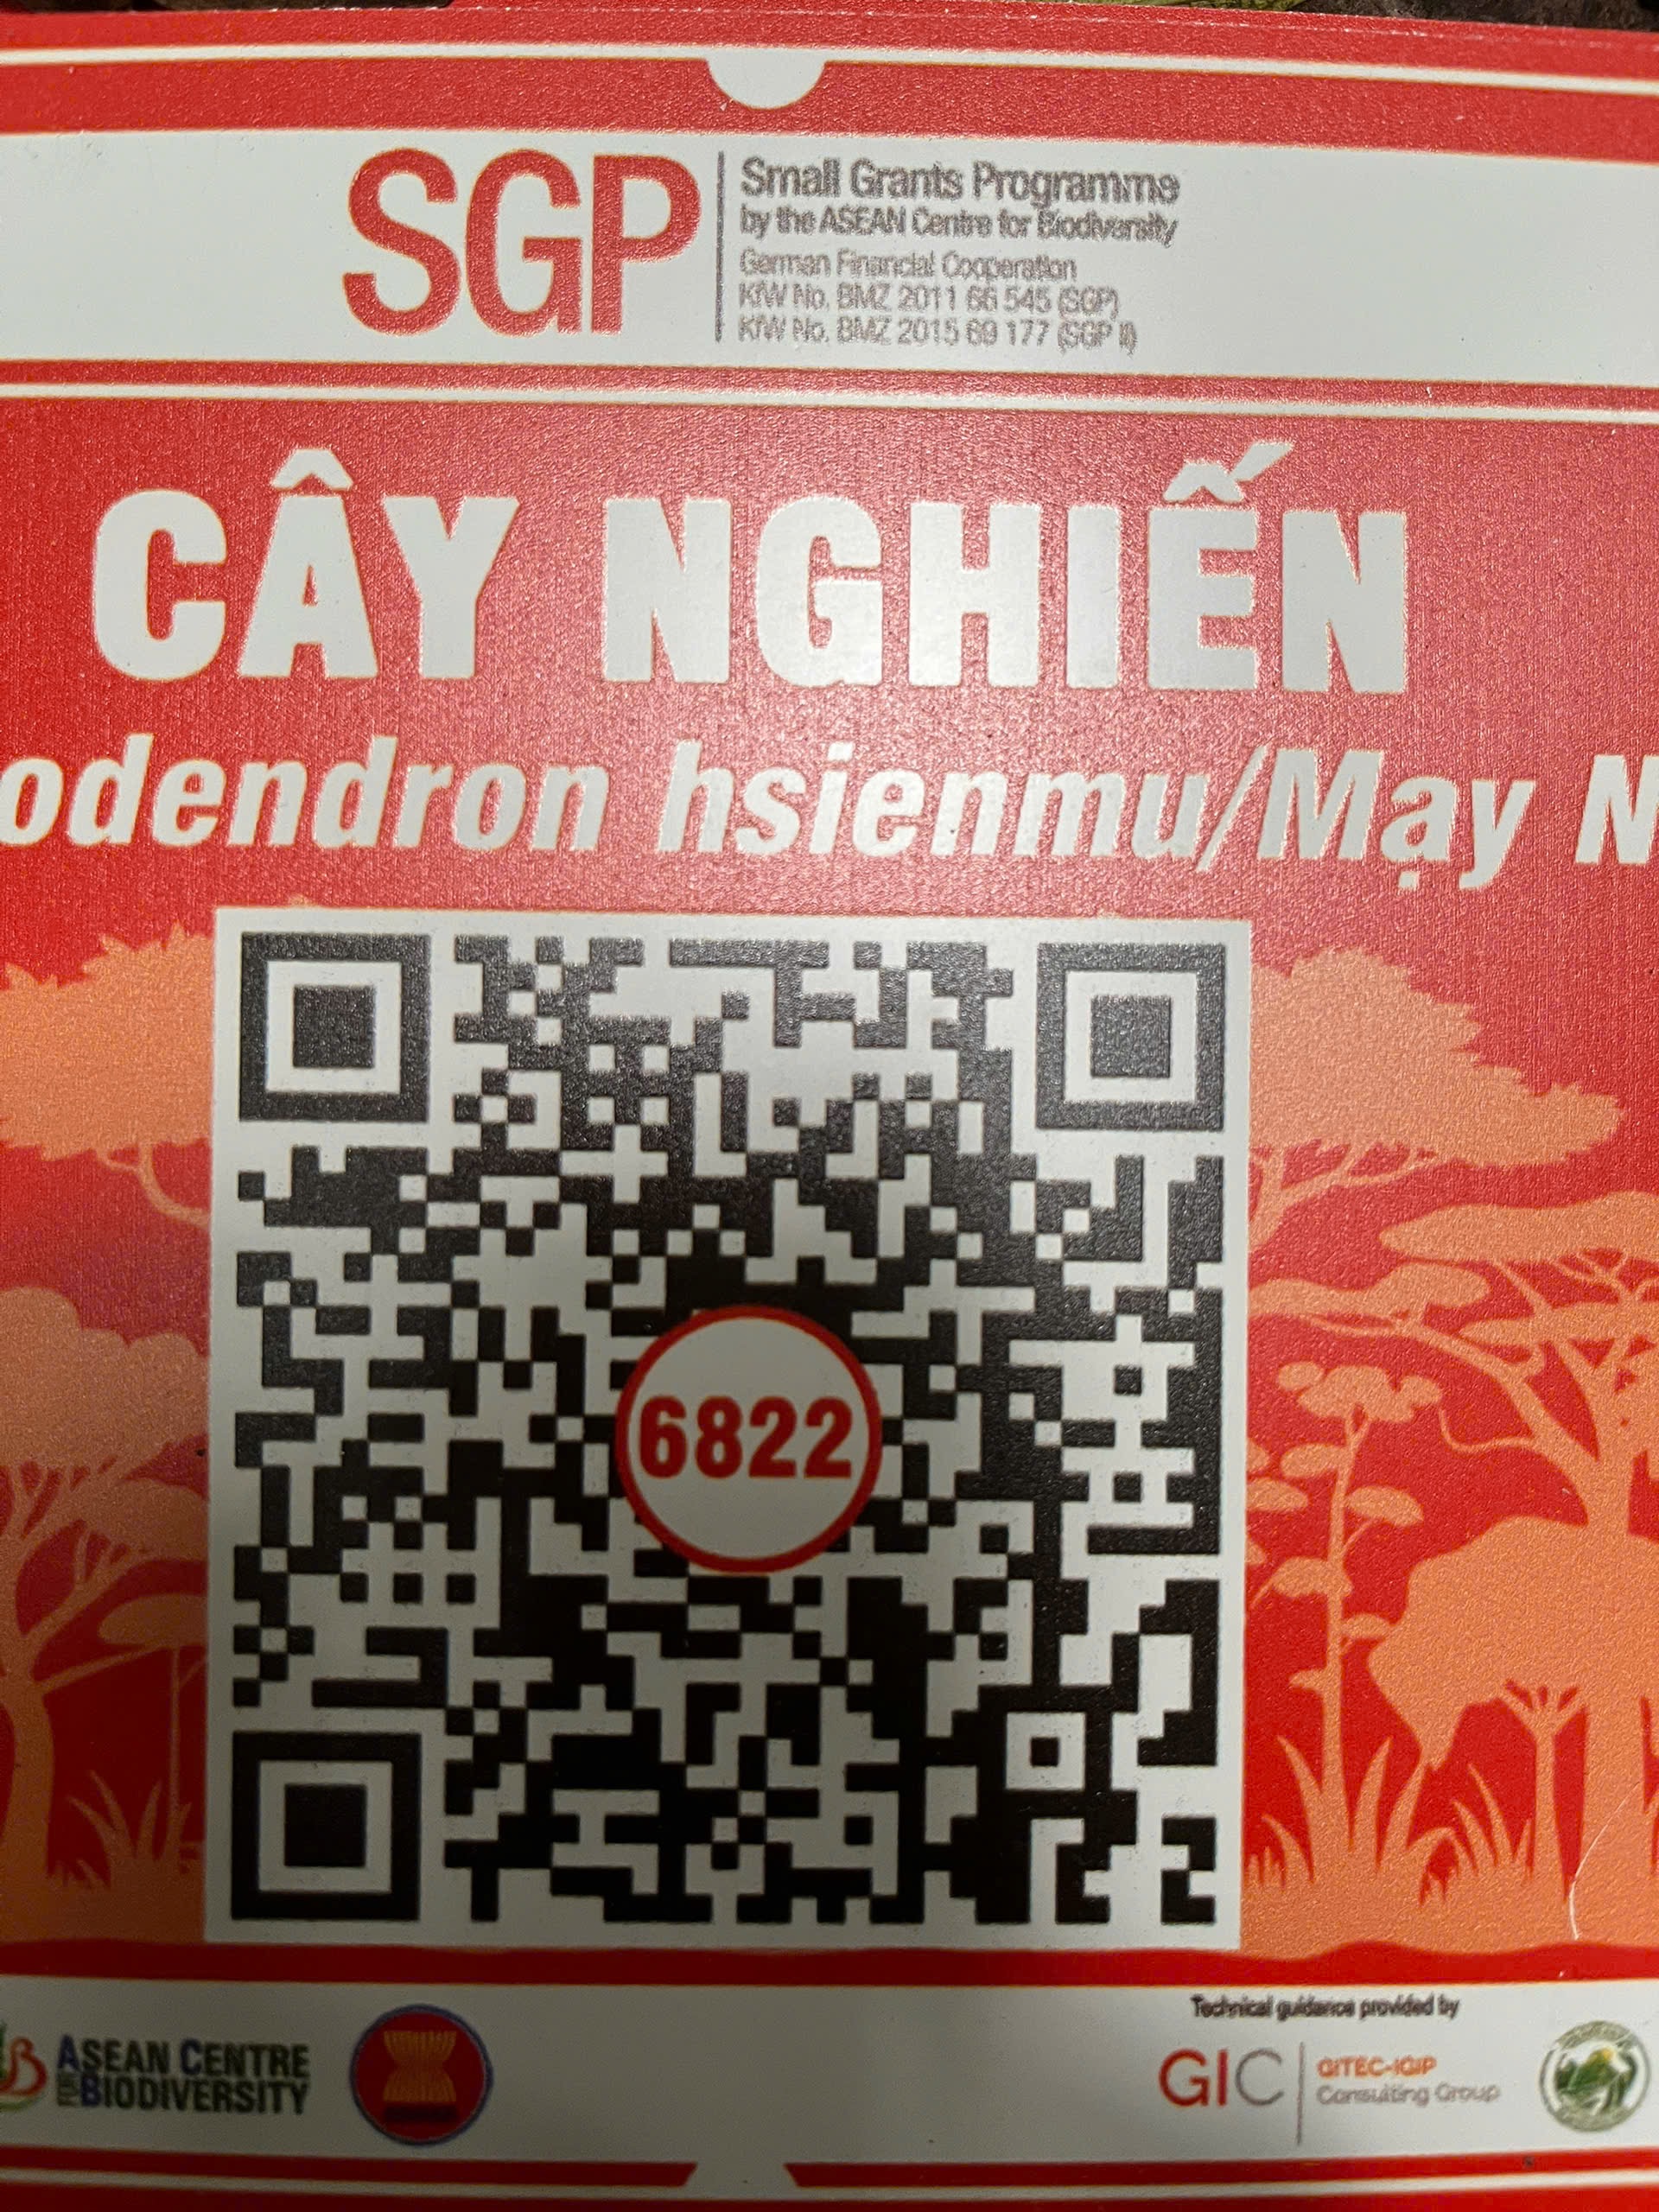 SGP
Small Grants Programme
by the ASEAN Centre for Biodiversity
German Financial Cooperation
KfW No. BMZ 2011 66 545 (SGP)
KfW No. BMZ 2015 69 177 (SGP II)
CÂY NGHIẾN
odendron hsienmu/Mạy N
6822
ASEAN CENTRE
FOR BIODIVERSITY
Technical guidance provided by
GIC
GITEC-IGIP
Consulting Group